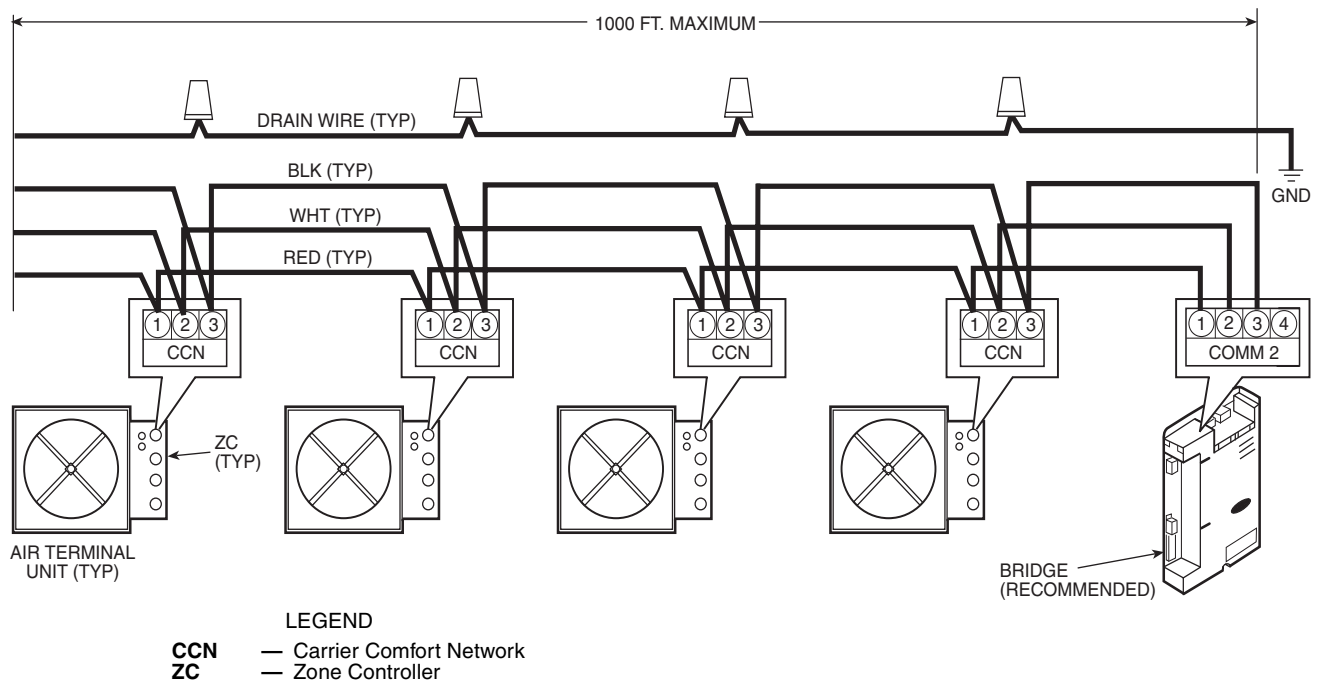 1000 FT. MAXIMUM
DRAIN WIRE (TYP)
GND
BLK (TYP)
WHT (TYP)
RED (TYP)
1 2 3
CCN
1 2 3
CCN
1 2 3
CCN
1 2 3
CCN
1 2 3 4
COMM 2
ZC
(TYP)
AIR TERMINAL
UNIT (TYP)
BRIDGE
(RECOMMENDED)
LEGEND
CCN — Carrier Comfort Network
ZC — Zone Controller